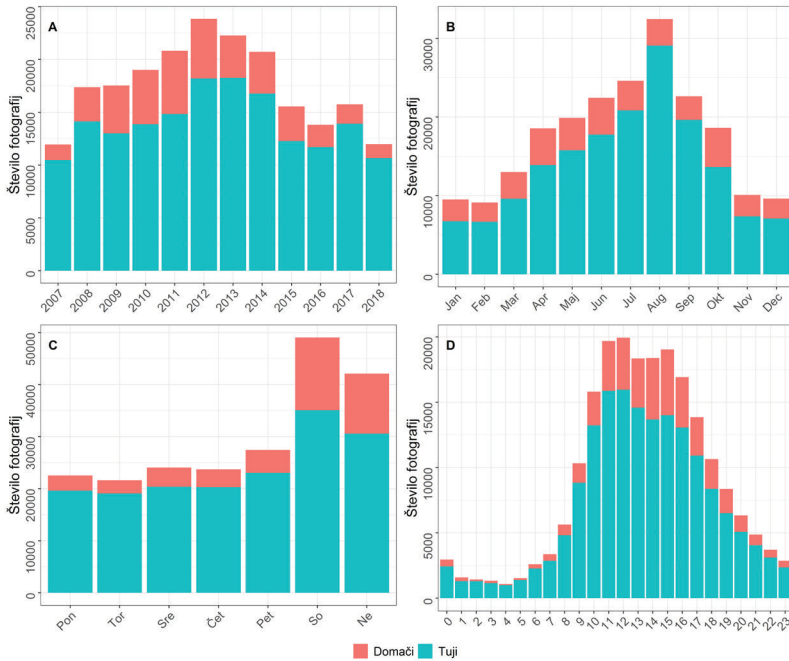 A
Število fotografij
25000
20000
15000
10000
5000
0
2007 2008 2009 2010 2011 2012 2013 2014 2015 2016 2017 2018
B
Število fotografij
30000
20000
10000
0
Jan Feb Mar Apr Maj Jun Jul Aug Sep Okt Nov Dec
C
Število fotografij
50000
40000
30000
20000
10000
0
Pon Tor Sre Čet Pet So Ne
D
Število fotografij
20000
15000
10000
5000
0
0 1 2 3 4 5 6 7 8 9 10 11 12 13 14 15 16 17 18 19 20 21 22 23
Domači Tuji